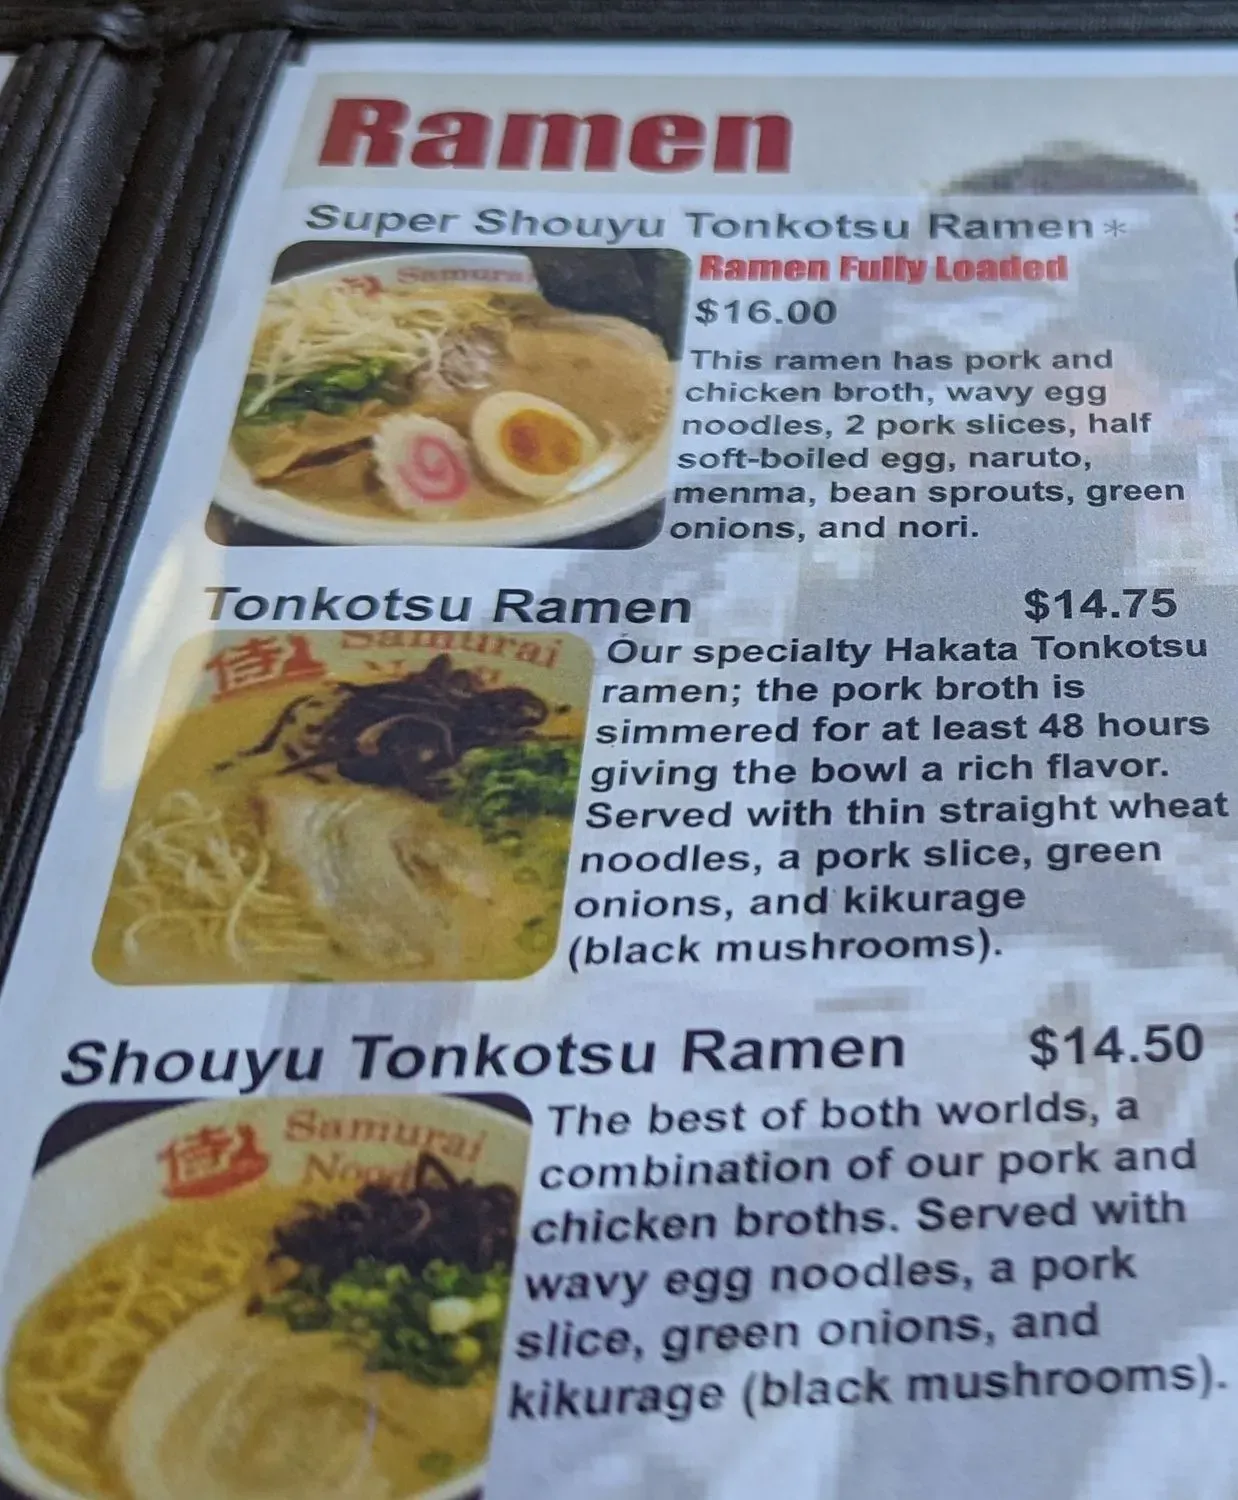 Ramen
Super Shouyu Tonkotsu Ramen*
Samurai
Ramen Fully Loaded
$16.00
This ramen has pork and
chicken broth, wavy egg
noodles, 2 pork slices, half
soft-boiled egg, naruto,
menma, bean sprouts, green
onions, and nori.
Tonkotsu Ramen $14.75
侍 Samurai
Our specialty Hakata Tonkotsu
ramen; the pork broth is
simmered for at least 48 hours
giving the bowl a rich flavor.
Served with thin straight wheat
noodles, a pork slice, green
onions, and kikurage
(black mushrooms).
Shouyu Tonkotsu Ramen $14.50
侍 Samurai
The best of both worlds, a
combination of our pork and
chicken broths. Served with
wavy egg noodles, a pork
slice, green onions, and
kikurage (black mushrooms).